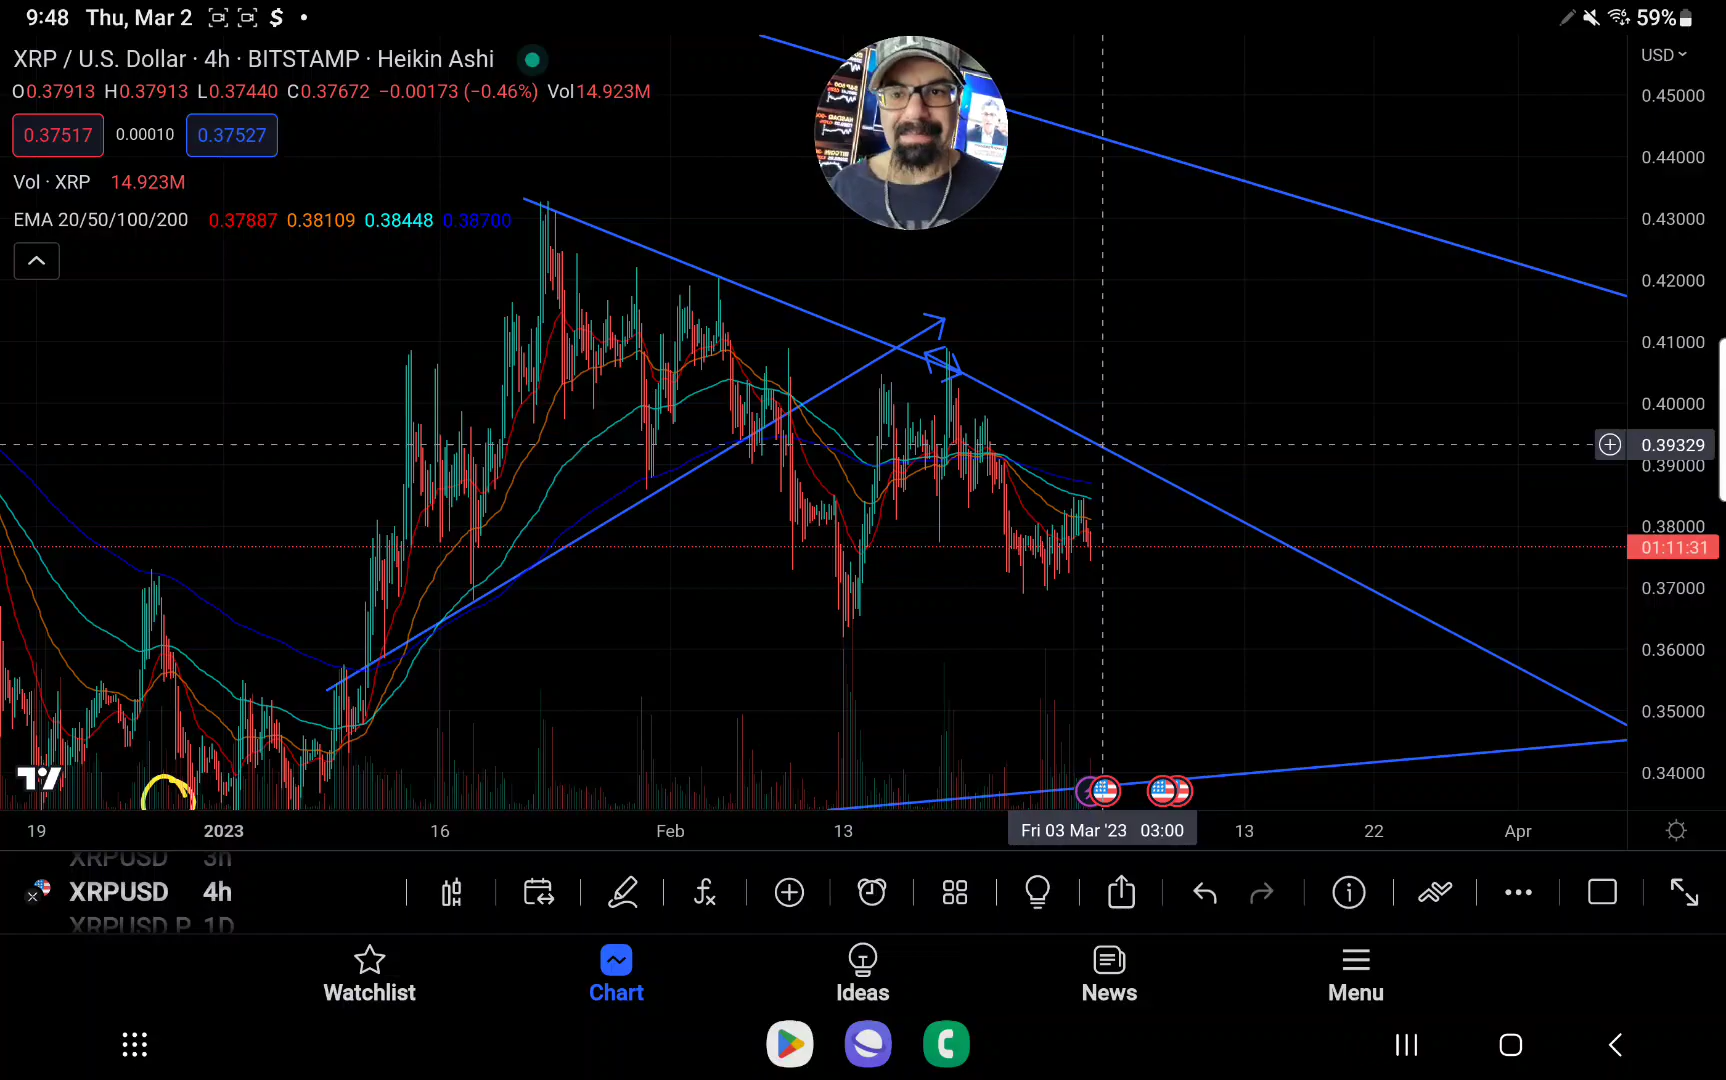 9:48 Thu, Mar 2 $ 59%
XRP / U.S. Dollar · 4h · BITSTAMP · Heikin Ashi
USD
O0.37913 H0.37913 L0.37440 C0.37672 −0.00173 (−0.46%) Vol14.923M
0.37517 0.00010 0.37527
Vol · XRP 14.923M
EMA 20/50/100/200 0.37887 0.38109 0.38448 0.38700
0.45000
0.44000
0.43000
0.42000
0.41000
0.40000
0.39329
0.39000
0.38000
01:11:31
0.37000
0.36000
0.35000
0.34000
19 2023 16 Feb 13 Fri 03 Mar '23 03:00 13 22 Apr
XRPUSD 3h
XRPUSD 4h
XRPUSD P 1D
Watchlist Chart Ideas News Menu